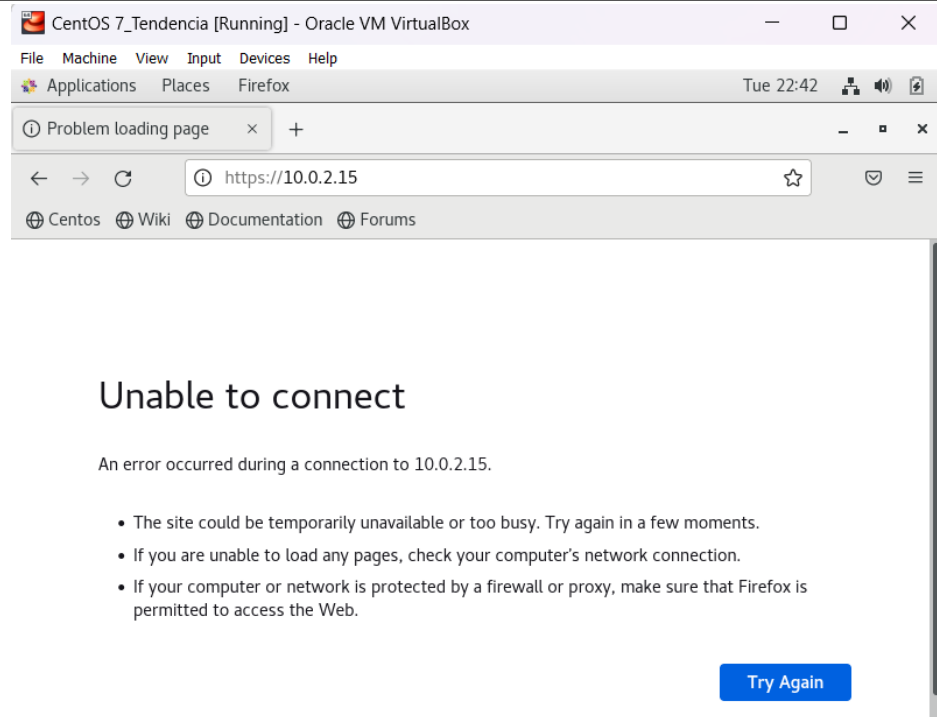 CentOS 7_Tendencia [Running] - Oracle VM VirtualBox
File Machine View Input Devices Help
Applications Places Firefox Tue 22:42
Problem loading page
https://10.0.2.15
Centos Wiki Documentation Forums
Unable to connect
An error occurred during a connection to 10.0.2.15.
• The site could be temporarily unavailable or too busy. Try again in a few moments.
• If you are unable to load any pages, check your computer's network connection.
• If your computer or network is protected by a firewall or proxy, make sure that Firefox is
permitted to access the Web.
Try Again